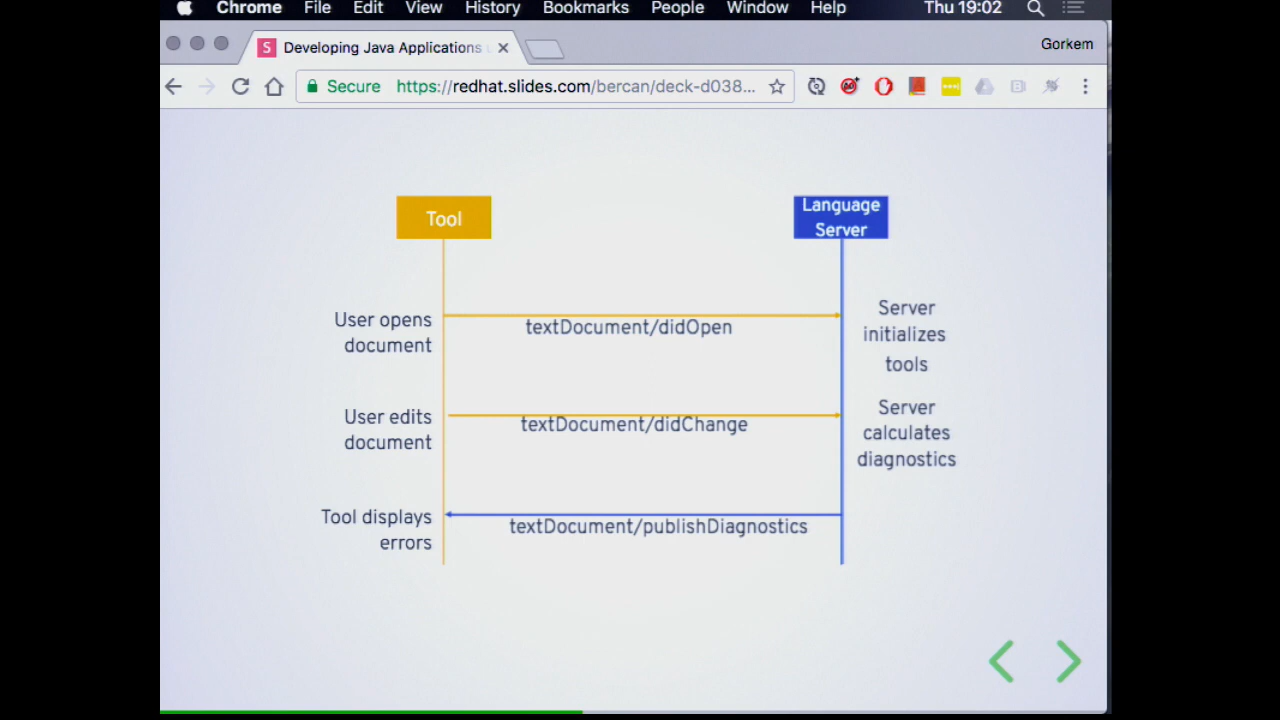 Chrome File Edit View History Bookmarks People Window Help Thu 19:02
S Developing Java Applications
Gorkem
Secure https://redhat.slides.com/bercan/deck-d038...
Tool
Language
Server
User opens
document
textDocument/didOpen
Server
initializes
tools
User edits
document
textDocument/didChange
Server
calculates
diagnostics
Tool displays
errors
textDocument/publishDiagnostics